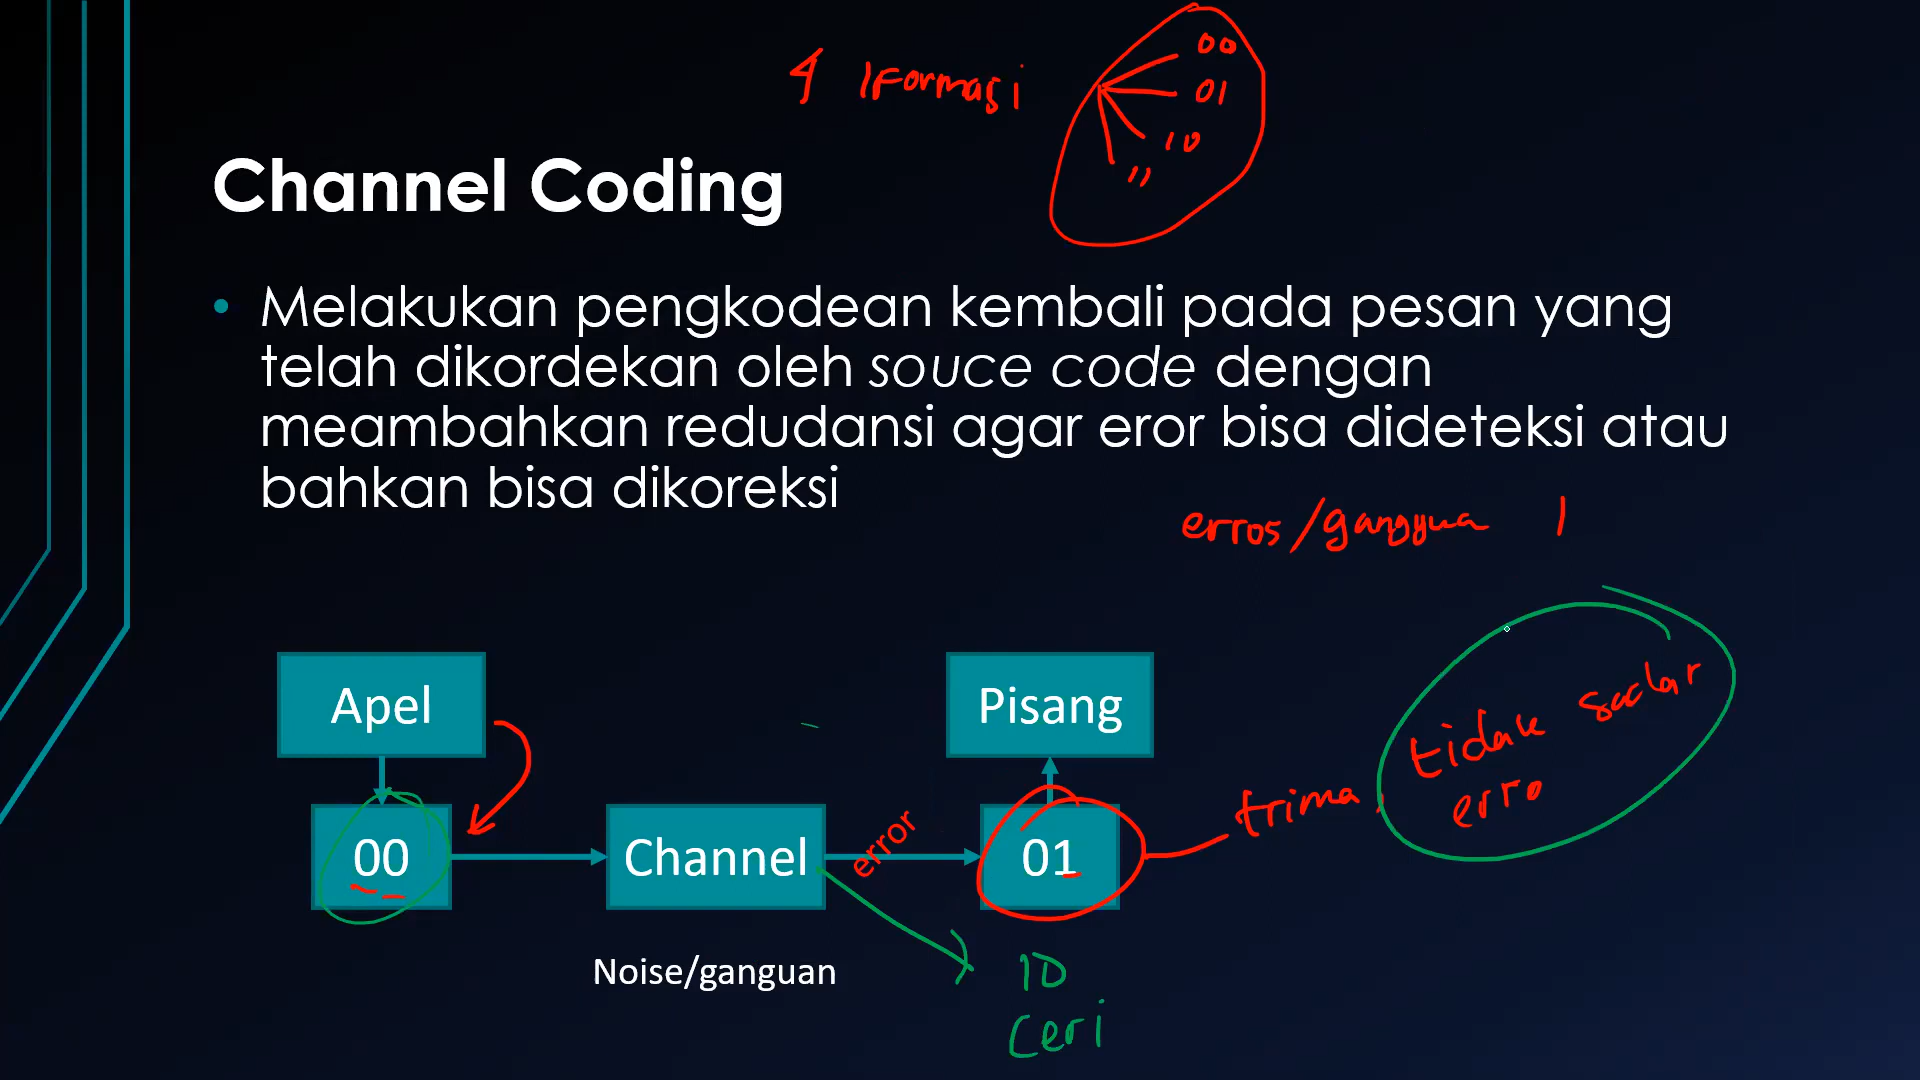 4 IFormasi
00
01
10
11
Channel Coding
• Melakukan pengkodean kembali pada pesan yang
telah dikordekan oleh souce code dengan
meambahkan redudansi agar eror bisa dideteksi atau
bahkan bisa dikoreksi
erros/ganggua 1
Apel
Pisang
tidak sadar
erro
trima
00
Channel
error
01
Noise/ganguan
10
Ceri